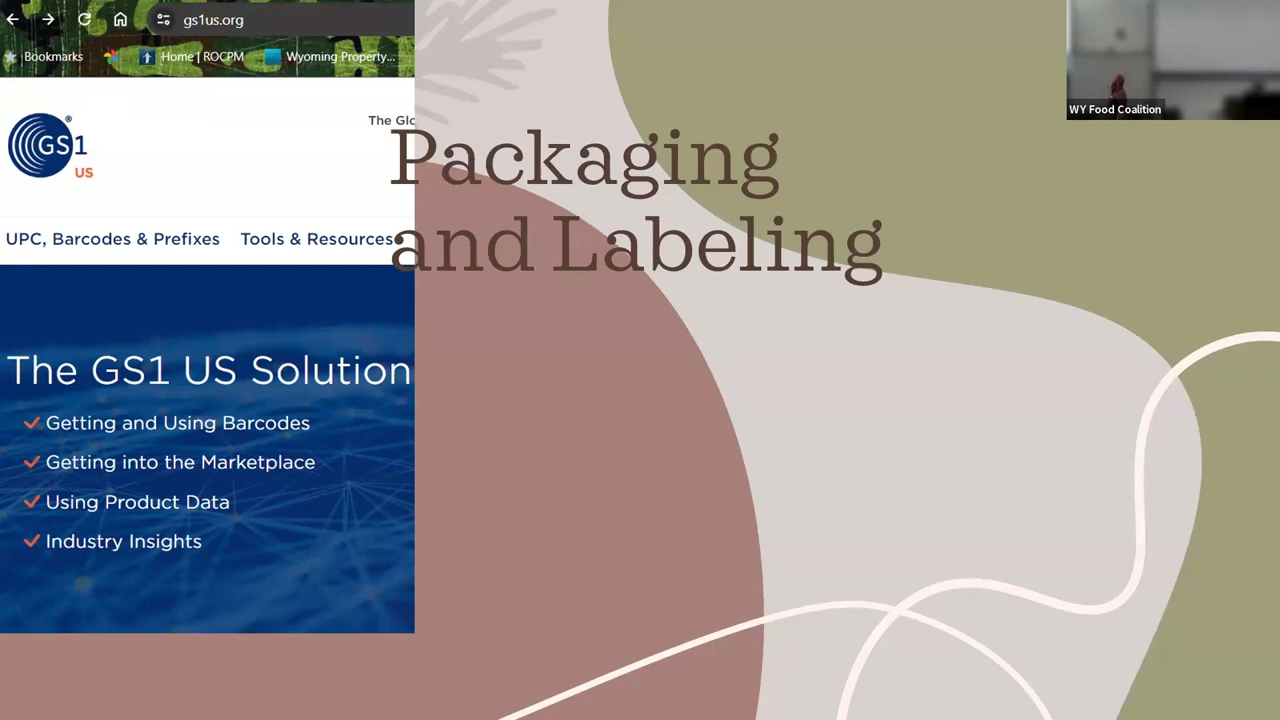 gs1us.org
Bookmarks
Home | ROCPM
Wyoming Property...
GS1
US
The Glo
UPC, Barcodes & Prefixes
Tools & Resources
The GS1 US Solution
Getting and Using Barcodes
Getting into the Marketplace
Using Product Data
Industry Insights
Packaging
and Labeling
WY Food Coalition